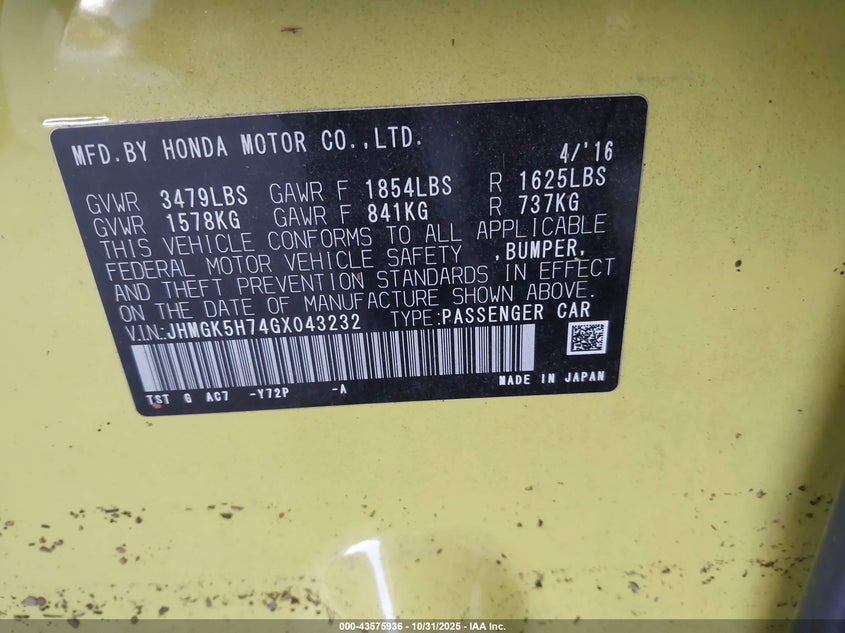 MFD.BY HONDA MOTOR CO.,LTD. 4/'16
GVWR 3479LBS GAWR F 1854LBS R 1625LBS
GVWR 1578KG GAWR F 841KG R 737KG
THIS VEHICLE CONFORMS TO ALL APPLICABLE
FEDERAL MOTOR VEHICLE SAFETY ,BUMPER,
AND THEFT PREVENTION STANDARDS IN EFFECT
ON THE DATE OF MANUFACTURE SHOWN ABOVE.
V.I.N.:JHMGK5H74GX043232 TYPE:PASSENGER CAR
TST G AC7 -Y72P -A MADE IN JAPAN
000-43575936 - 10/31/2025 - IAA Inc.